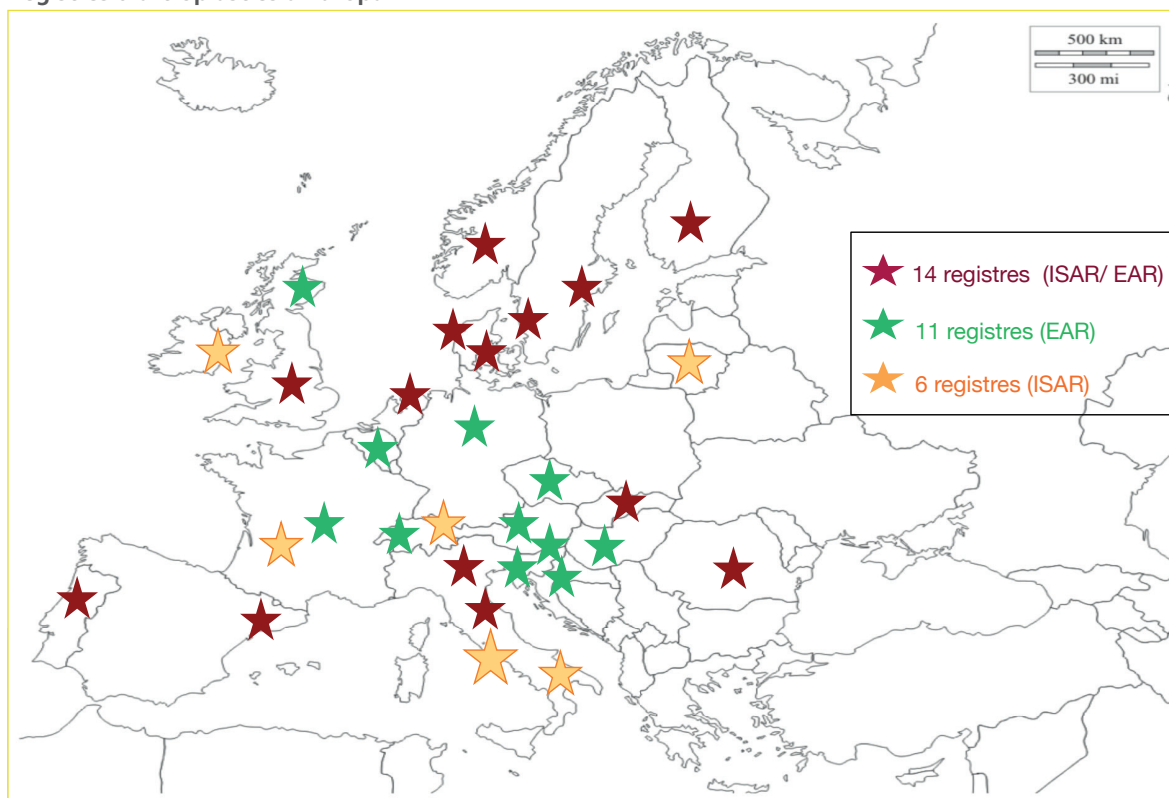 500 km
300 mi
14 registres (ISAR/ EAR)
11 registres (EAR)
6 registres (ISAR)